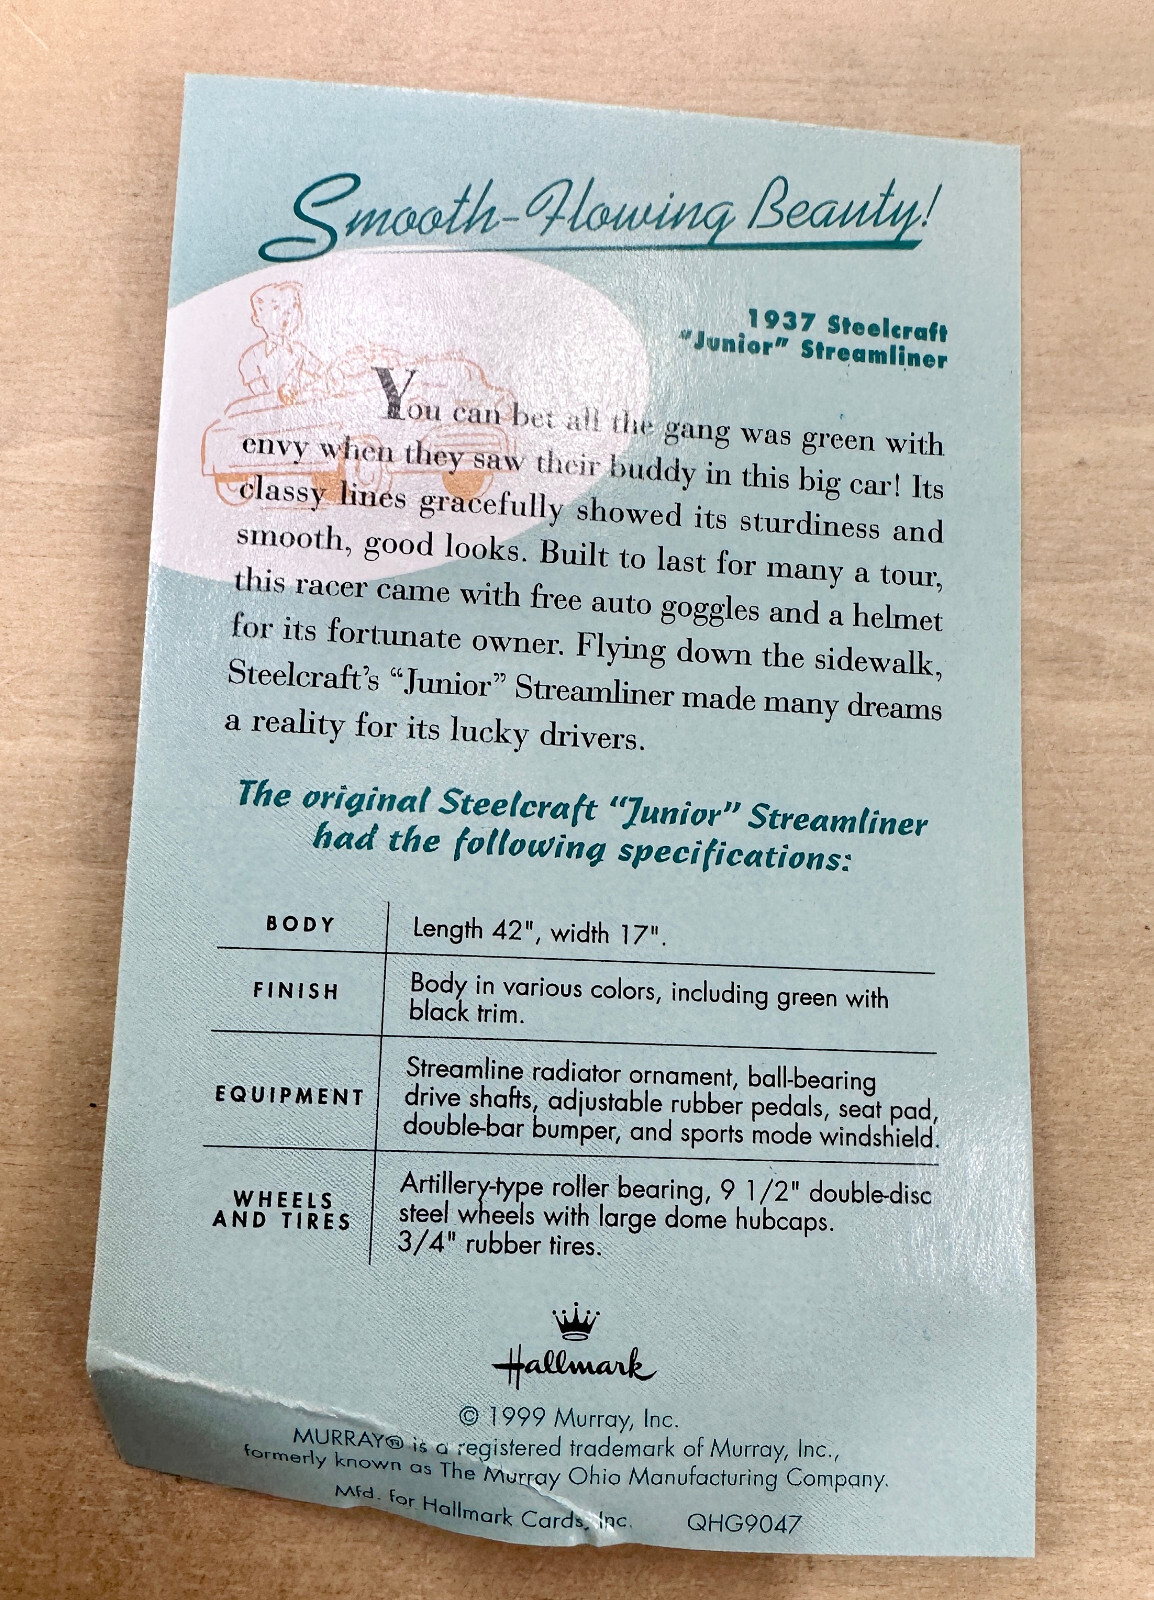 Smooth-Flowing Beauty!
1937 Steelcraft
"Junior" Streamliner
You can bet all the gang was green with
envy when they saw their buddy in this big car! Its
classy lines gracefully showed its sturdiness and
smooth, good looks. Built to last for many a tour,
this racer came with free auto goggles and a helmet
for its fortunate owner. Flying down the sidewalk,
Steelcraft's “Junior” Streamliner made many dreams
a reality for its lucky drivers.
The original Steelcraft “Junior” Streamliner
had the following specifications:
BODY
Length 42", width 17".
FINISH
Body in various colors, including green with
black trim.
EQUIPMENT
Streamline radiator ornament, ball-bearing
drive shafts, adjustable rubber pedals, seat pad,
double-bar bumper, and sports mode windshield.
WHEELS
AND TIRES
Artillery-type roller bearing, 9 1/2" double-disc
steel wheels with large dome hubcaps.
3/4" rubber tires.
Hallmark
© 1999 Murray, Inc.
MURRAY® is a registered trademark of Murray, Inc.,
formerly known as The Murray Ohio Manufacturing Company.
Mfd. for Hallmark Cards, Inc. QHG9047